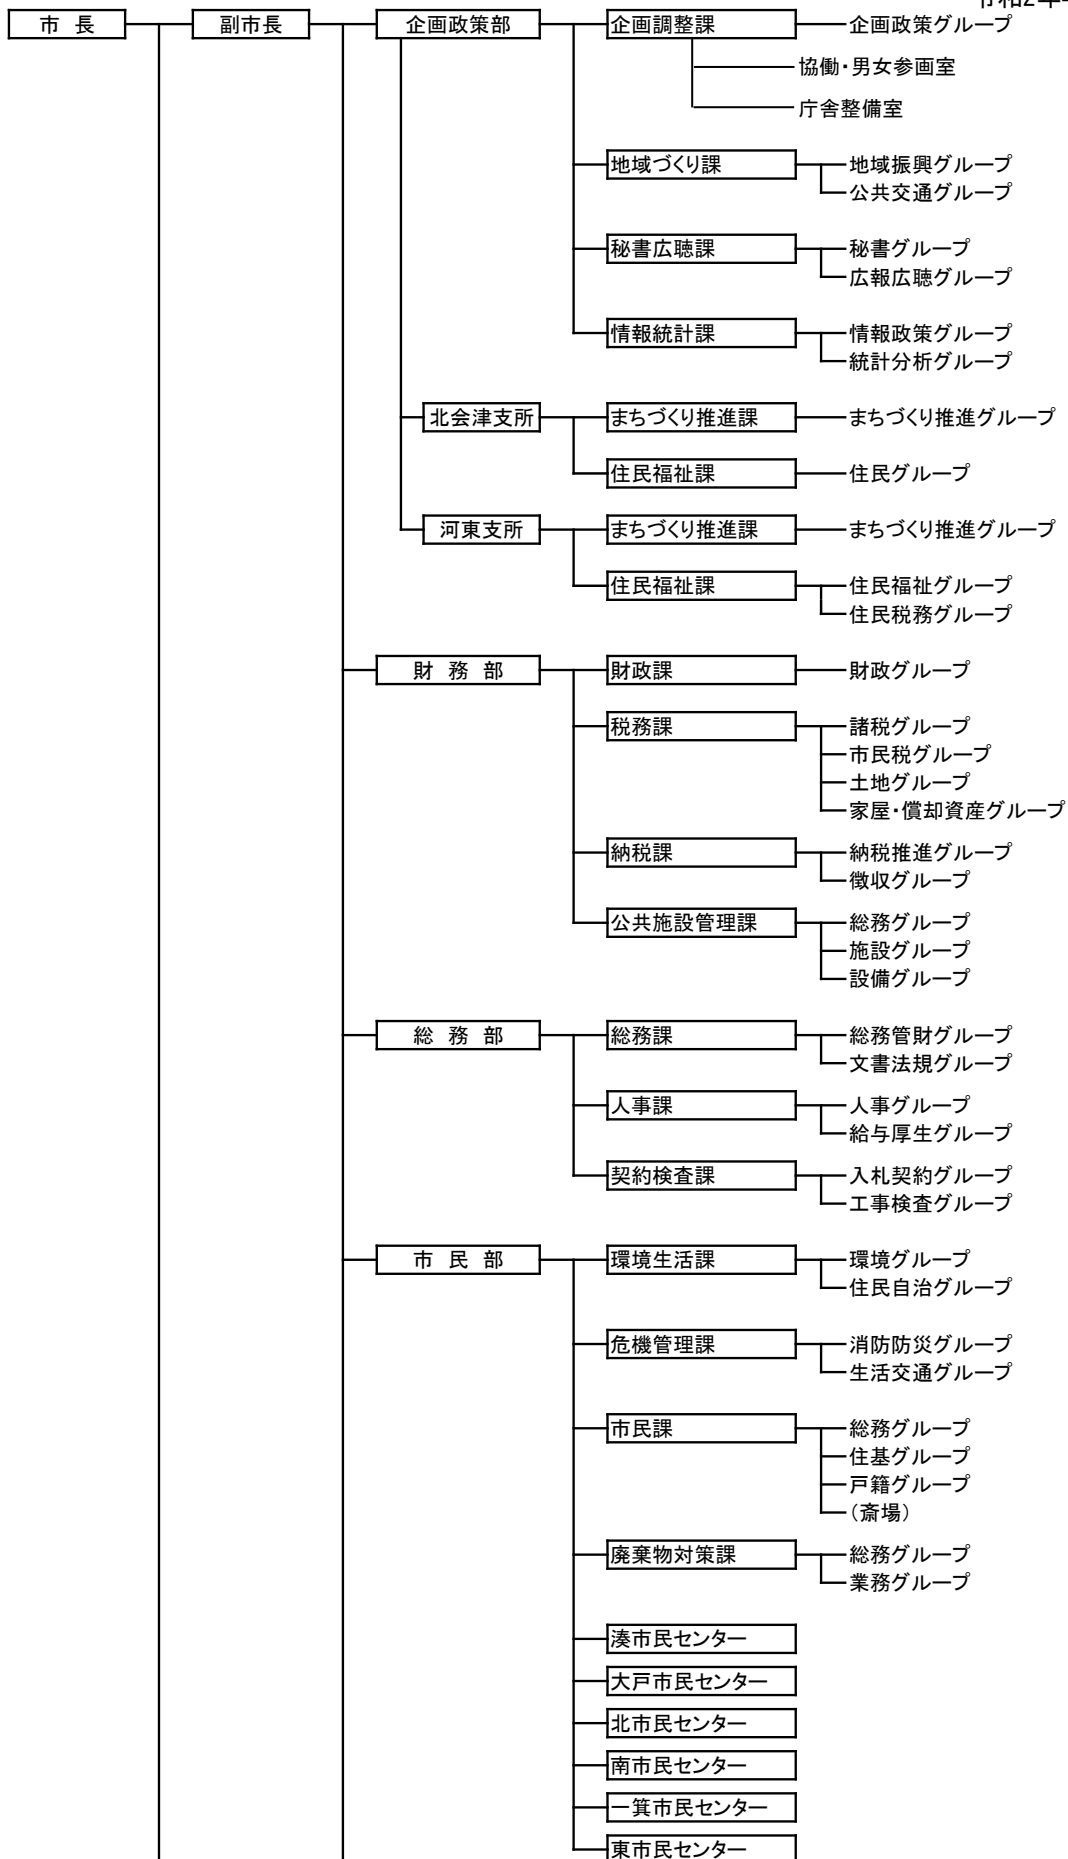 令和2年
市 長 副市長 企画政策部 企画調整課 企画政策グループ
協働・男女参画室
庁舎整備室
地域づくり課 地域振興グループ
公共交通グループ
秘書広聴課 秘書グループ
広報広聴グループ
情報統計課 情報政策グループ
統計分析グループ
北会津支所 まちづくり推進課 まちづくり推進グループ
住民福祉課 住民グループ
河東支所 まちづくり推進課 まちづくり推進グループ
住民福祉課 住民福祉グループ
住民税務グループ
財 務 部 財政課 財政グループ
税務課 諸税グループ
市民税グループ
土地グループ
家屋・償却資産グループ
納税課 納税推進グループ
徴収グループ
公共施設管理課 総務グループ
施設グループ
設備グループ
総 務 部 総務課 総務管財グループ
文書法規グループ
人事課 人事グループ
給与厚生グループ
契約検査課 入札契約グループ
工事検査グループ
市 民 部 環境生活課 環境グループ
住民自治グループ
危機管理課 消防防災グループ
生活交通グループ
市民課 総務グループ
住基グループ
戸籍グループ
(斎場)
廃棄物対策課 総務グループ
業務グループ
湊市民センター
大戸市民センター
北市民センター
南市民センター
一箕市民センター
東市民センター